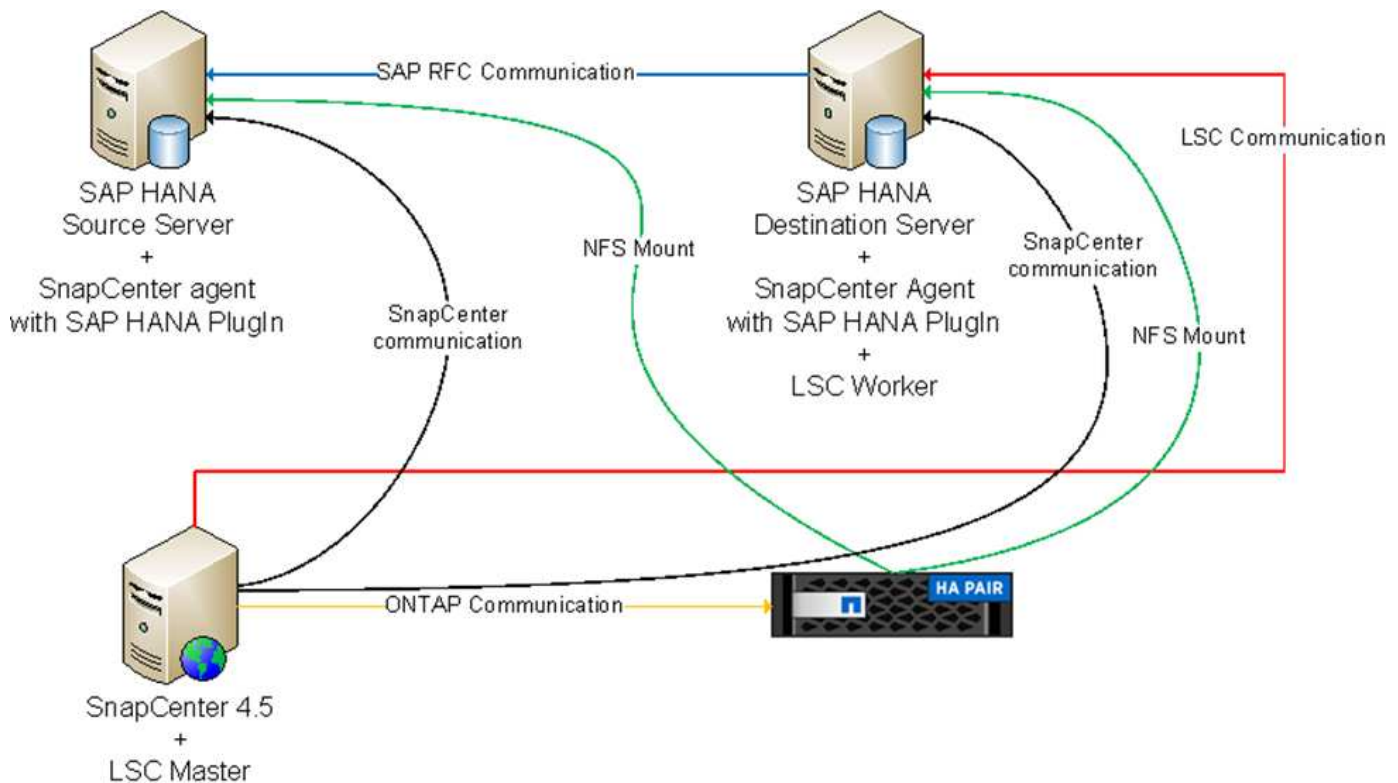 SAP RFC Communication
LSC Communication
SAP HANA
Source Server
+
SnapCenter agent
with SAP HANA PlugIn
NFS Mount
SnapCenter
communication
SAP HANA
Destination Server
+
SnapCenter Agent
with SAP HANA PlugIn
+
LSC Worker
SnapCenter
communication
NFS Mount
ONTAP Communication
HA PAIR
SnapCenter 4.5
+
LSC Master